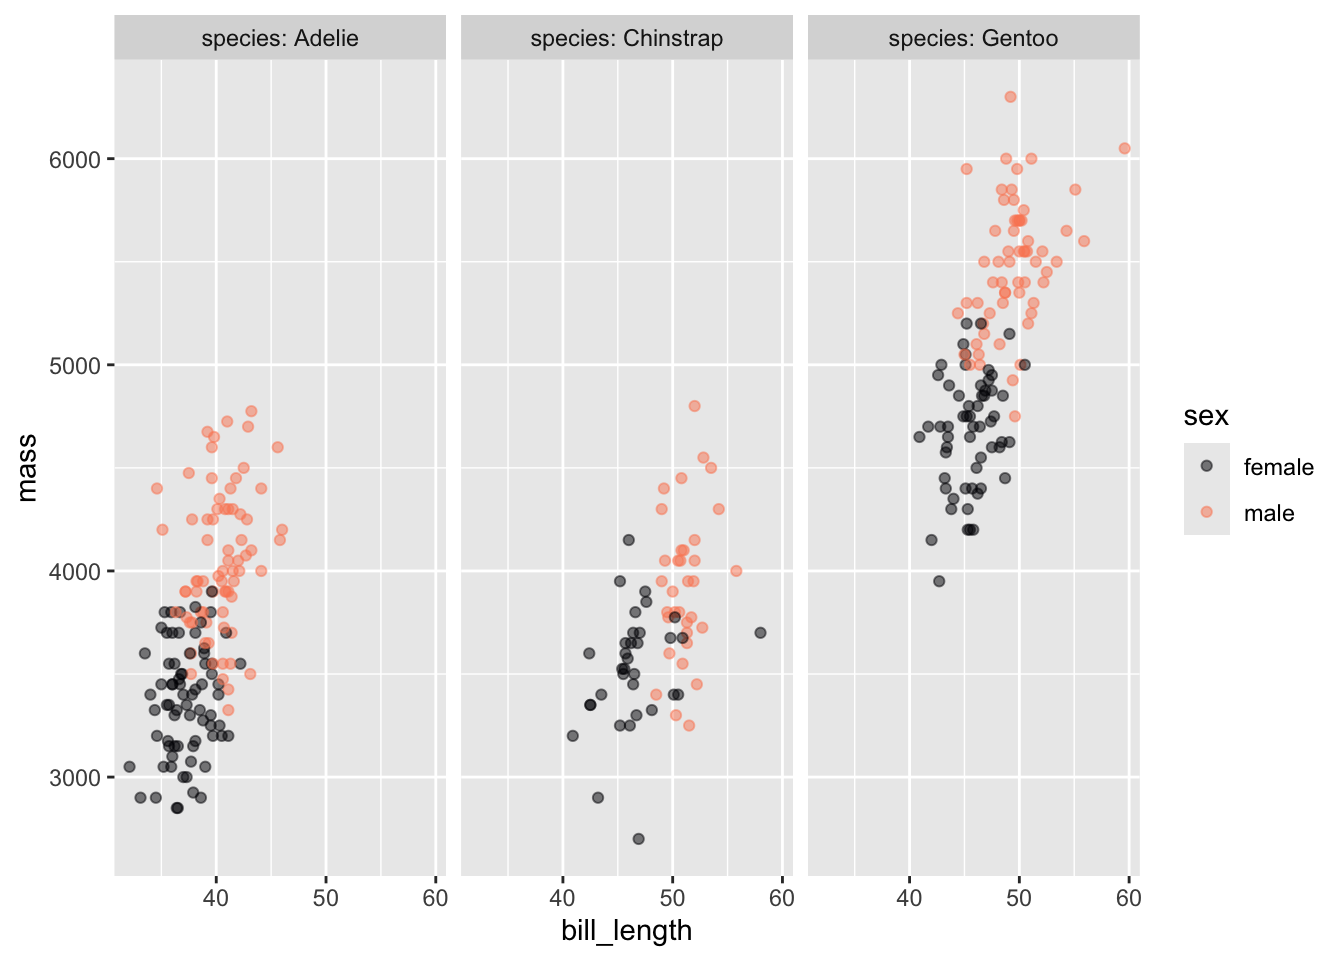 species: Adelie
species: Chinstrap
species: Gentoo
mass
6000
5000
4000
3000
40 50 60
40 50 60
40 50 60
bill_length
sex
female
male